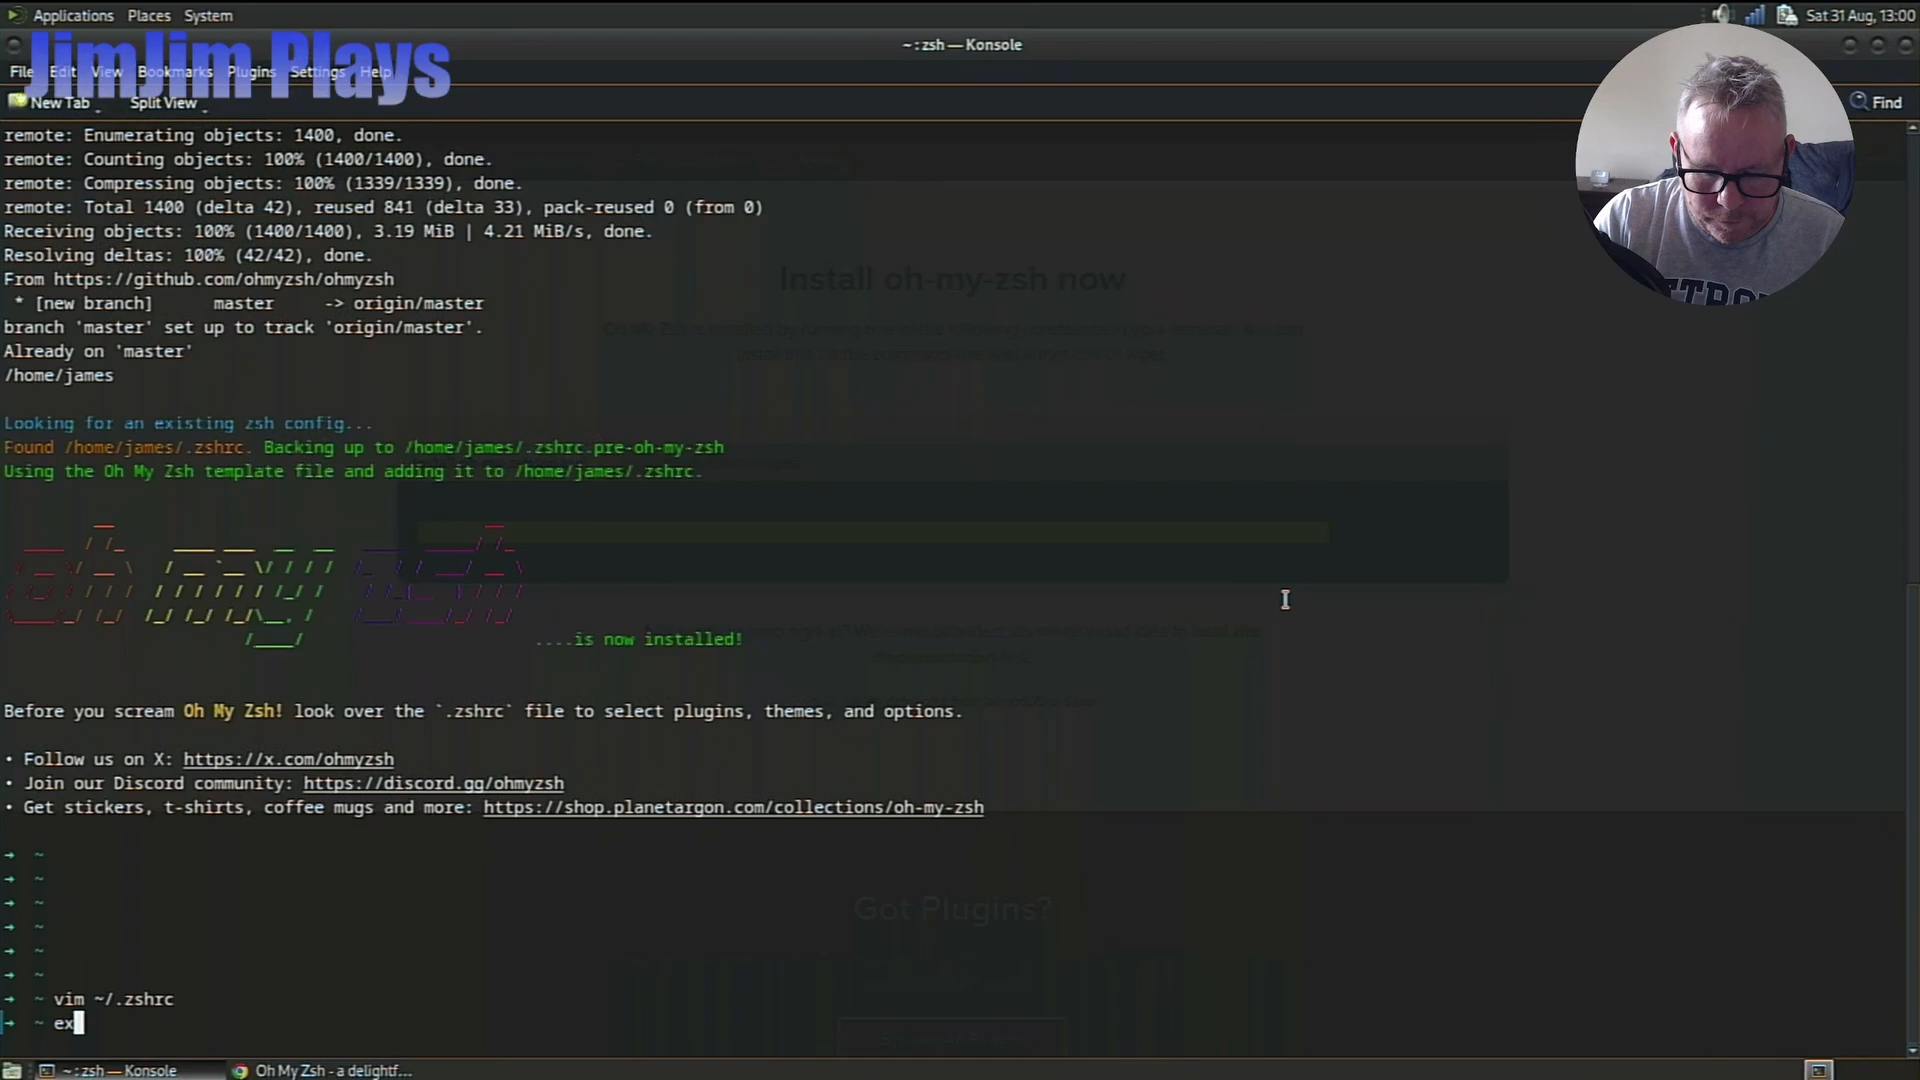 Applications Places System
Sat 31 Aug, 13:00
~ : zsh — Konsole
JimJim Plays
File Edit View Bookmarks Plugins Settings Help
New Tab Split View
Find
remote: Enumerating objects: 1400, done.
remote: Counting objects: 100% (1400/1400), done.
remote: Compressing objects: 100% (1339/1339), done.
remote: Total 1400 (delta 42), reused 841 (delta 33), pack-reused 0 (from 0)
Receiving objects: 100% (1400/1400), 3.19 MiB | 4.21 MiB/s, done.
Resolving deltas: 100% (42/42), done.
From https://github.com/ohmyzsh/ohmyzsh
* [new branch] master -> origin/master
branch 'master' set up to track 'origin/master'.
Already on 'master'
/home/james
Install oh-my-zsh now
Looking for an existing zsh config...
Found /home/james/.zshrc. Backing up to /home/james/.zshrc.pre-oh-my-zsh
Using the Oh My Zsh template file and adding it to /home/james/.zshrc.
oh my zsh
....is now installed!
Before you scream Oh My Zsh! look over the `.zshrc` file to select plugins, themes, and options.
• Follow us on X: https://x.com/ohmyzsh
• Join our Discord community: https://discord.gg/ohmyzsh
• Get stickers, t-shirts, coffee mugs and more: https://shop.planetargon.com/collections/oh-my-zsh
➜ ~
➜ ~
➜ ~
Got Plugins?
➜ ~
➜ ~
➜ ~
➜ ~ vim ~/.zshrc
➜ ~ ex
~ : zsh — Konsole
Oh My Zsh - a delightf...